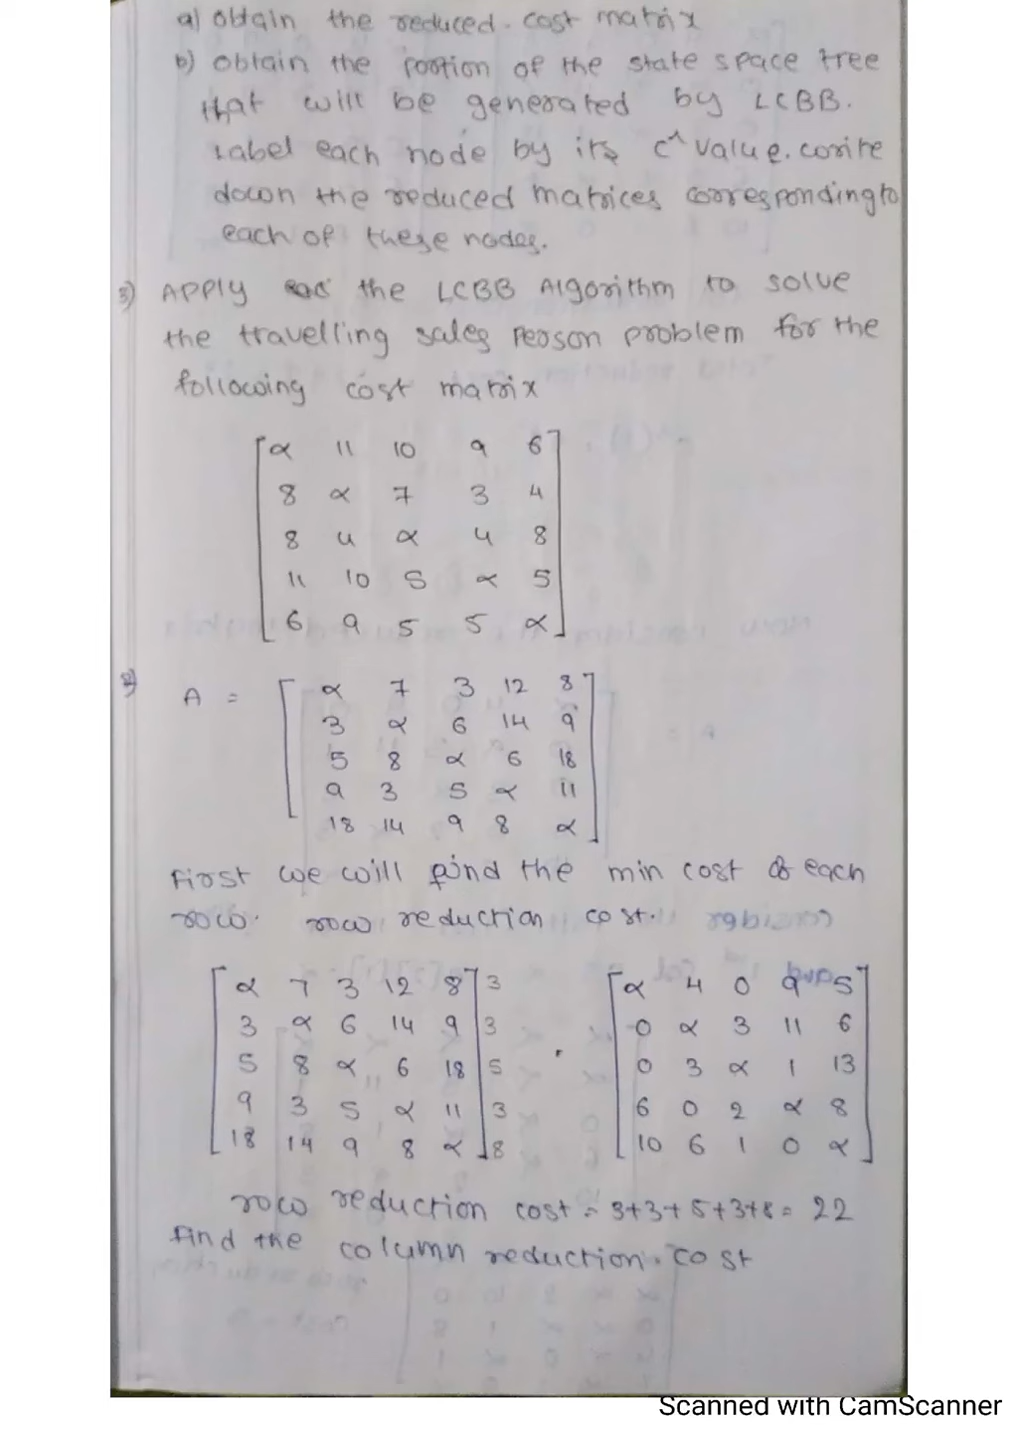 a) obtain the reduced cost matrix
b) obtain the portion of the state space tree
that will be generated by LCBB.
Label each node by its c^ value. write
down the reduced matrices corresponding to
each of these nodes.
3) APPly the LCBB Algorithm to solve
the travelling sales person problem for the
following cost matrix
α 11 10 9 6
8 α 7 3 4
8 4 α 4 8
11 10 5 α 5
6 9 5 5 α
2) A = α 7 3 12 8
3 α 6 14 9
5 8 α 6 18
9 3 5 α 11
18 14 9 8 α
First we will find the min cost of each
row. row reduction cost.
α 7 3 12 8 3 α 4 0 9 5
3 α 6 14 9 3 0 α 3 11 6
5 8 α 6 18 5 0 3 α 1 13
9 3 5 α 11 3 6 0 2 α 8
18 14 9 8 α 8 10 6 1 0 α
row reduction cost = 3+3+5+3+8 = 22
Find the column reduction. cost
Scanned with CamScanner